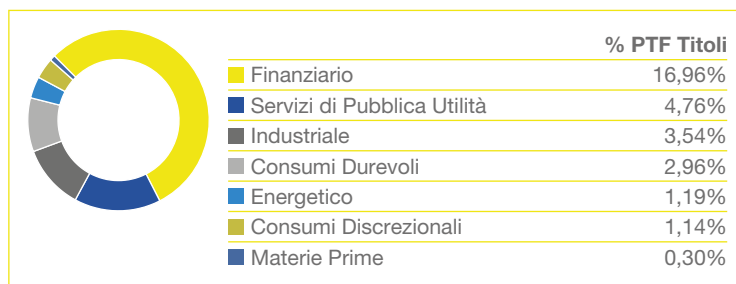 % PTF Titoli
Finanziario 16,96%
Servizi di Pubblica Utilità 4,76%
Industriale 3,54%
Consumi Durevoli 2,96%
Energetico 1,19%
Consumi Discrezionali 1,14%
Materie Prime 0,30%